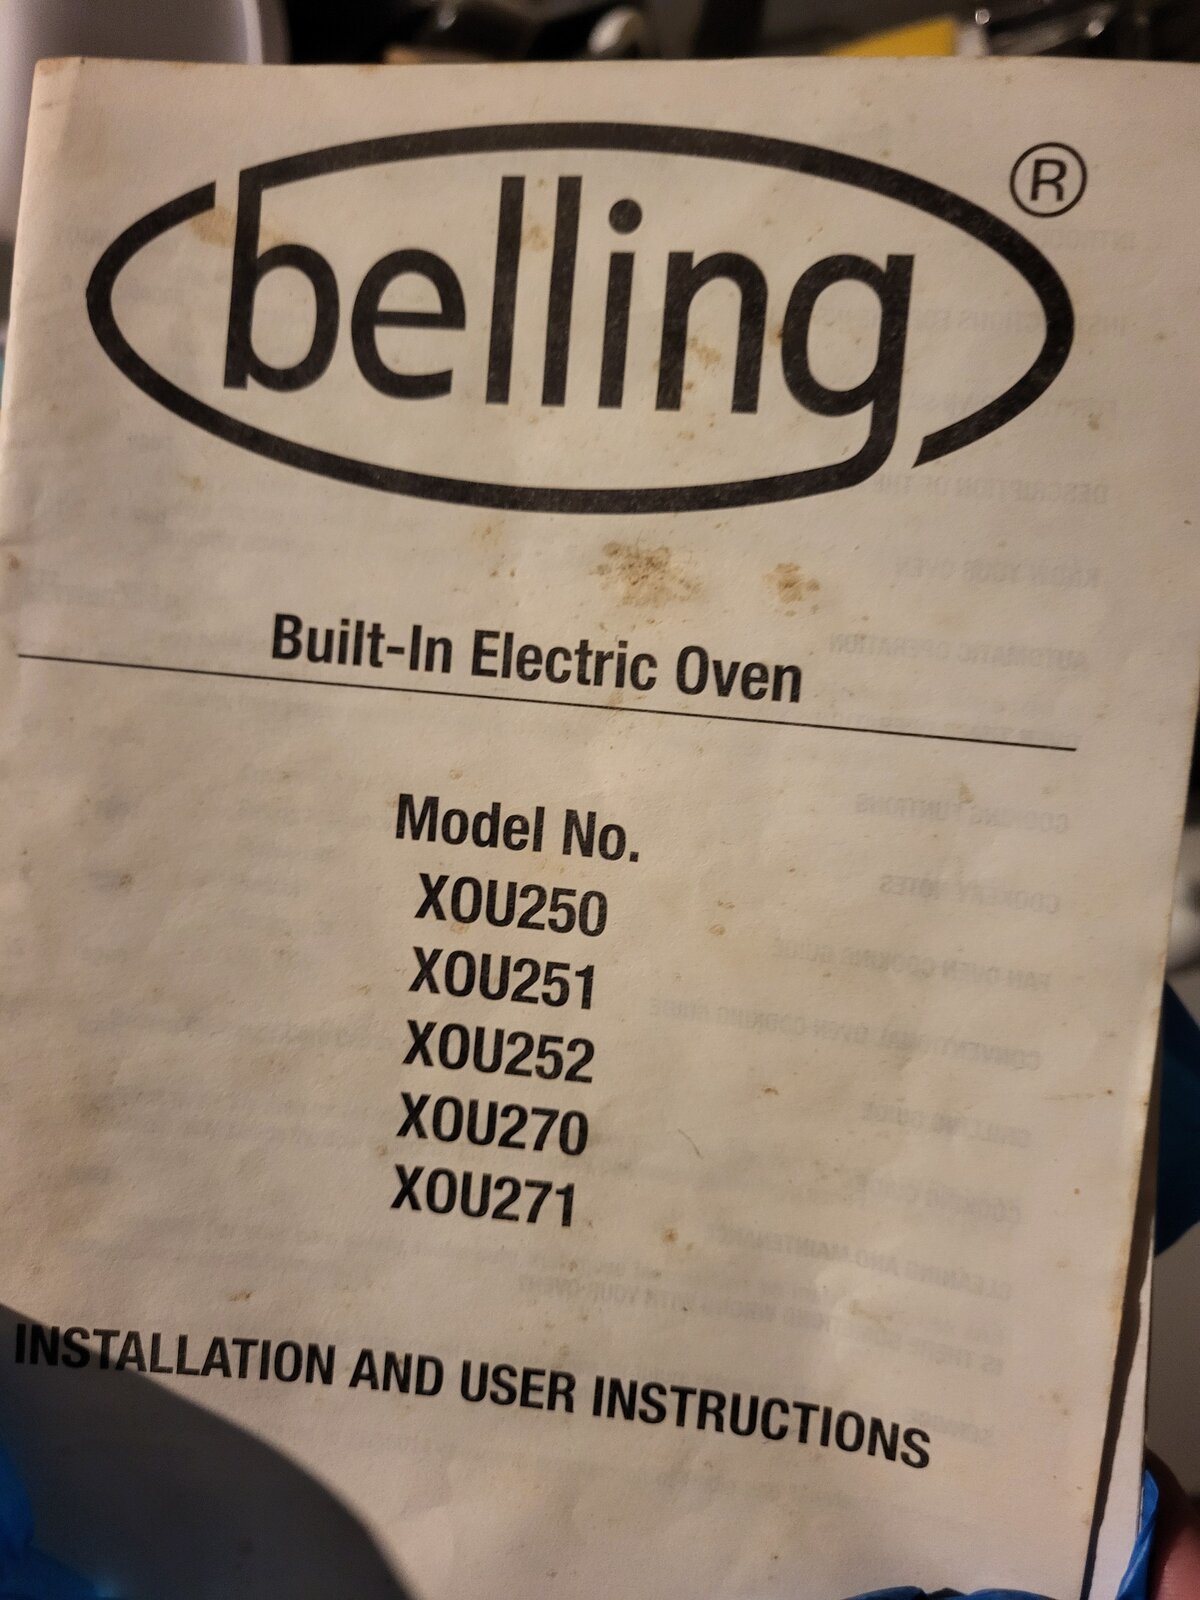 belling ®
Built-In Electric Oven
Model No.
XOU250
XOU251
XOU252
XOU270
XOU271
INSTALLATION AND USER INSTRUCTIONS